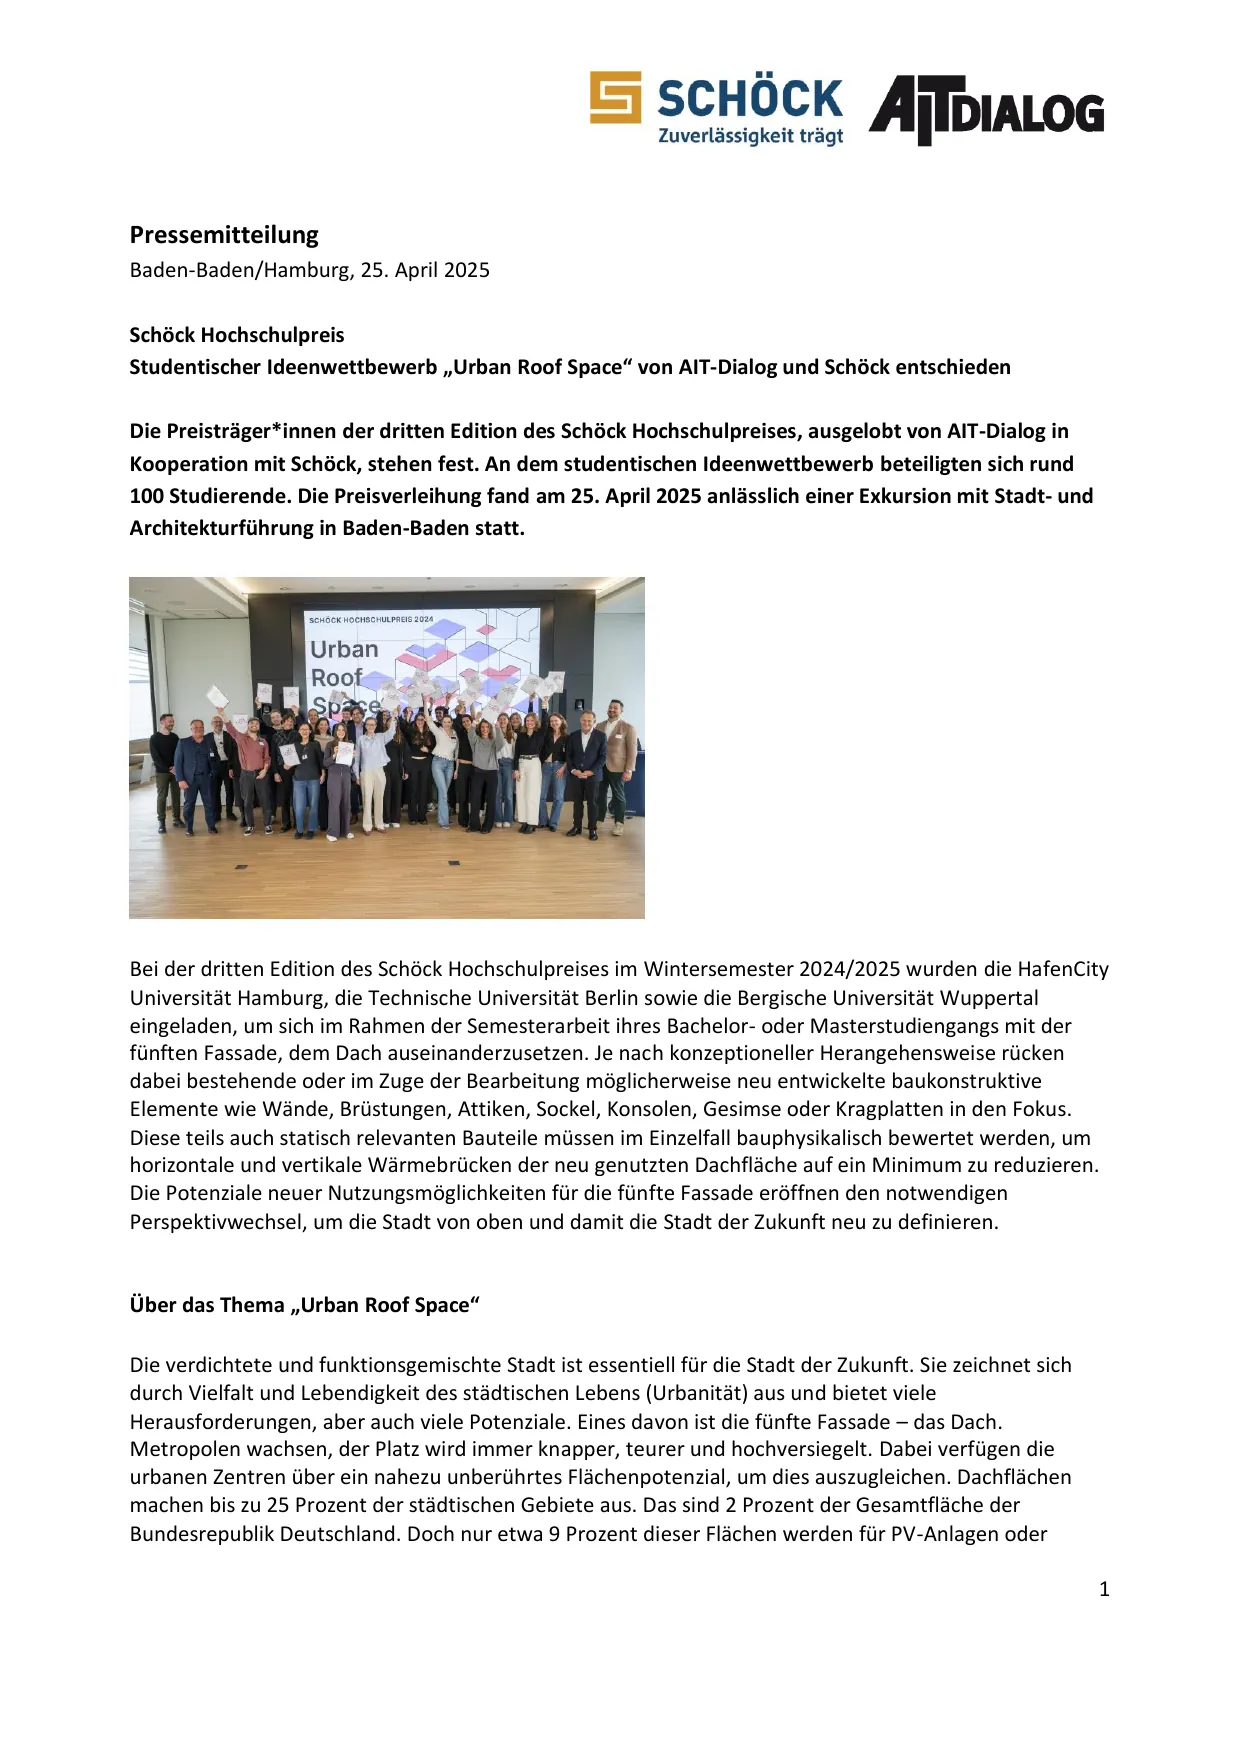 SCHÖCK
Zuverlässigkeit trägt
AIT DIALOG
Pressemitteilung
Baden-Baden/Hamburg, 25. April 2025
Schöck Hochschulpreis
Studentischer Ideenwettbewerb „Urban Roof Space“ von AIT-Dialog und Schöck entschieden
Die Preisträger*innen der dritten Edition des Schöck Hochschulpreises, ausgelobt von AIT-Dialog in
Kooperation mit Schöck, stehen fest. An dem studentischen Ideenwettbewerb beteiligten sich rund
100 Studierende. Die Preisverleihung fand am 25. April 2025 anlässlich einer Exkursion mit Stadt- und
Architekturführung in Baden-Baden statt.
SCHÖCK HOCHSCHULPREIS 2024
Urban
Roof
Space
Bei der dritten Edition des Schöck Hochschulpreises im Wintersemester 2024/2025 wurden die HafenCity
Universität Hamburg, die Technische Universität Berlin sowie die Bergische Universität Wuppertal
eingeladen, um sich im Rahmen der Semesterarbeit ihres Bachelor- oder Masterstudiengangs mit der
fünften Fassade, dem Dach auseinanderzusetzen. Je nach konzeptioneller Herangehensweise rücken
dabei bestehende oder im Zuge der Bearbeitung möglicherweise neu entwickelte baukonstruktive
Elemente wie Wände, Brüstungen, Attiken, Sockel, Konsolen, Gesimse oder Kragplatten in den Fokus.
Diese teils auch statisch relevanten Bauteile müssen im Einzelfall bauphysikalisch bewertet werden, um
horizontale und vertikale Wärmebrücken der neu genutzten Dachfläche auf ein Minimum zu reduzieren.
Die Potenziale neuer Nutzungsmöglichkeiten für die fünfte Fassade eröffnen den notwendigen
Perspektivwechsel, um die Stadt von oben und damit die Stadt der Zukunft neu zu definieren.
Über das Thema „Urban Roof Space“
Die verdichtete und funktionsgemischte Stadt ist essentiell für die Stadt der Zukunft. Sie zeichnet sich
durch Vielfalt und Lebendigkeit des städtischen Lebens (Urbanität) aus und bietet viele
Herausforderungen, aber auch viele Potenziale. Eines davon ist die fünfte Fassade – das Dach.
Metropolen wachsen, der Platz wird immer knapper, teurer und hochversiegelt. Dabei verfügen die
urbanen Zentren über ein nahezu unberührtes Flächenpotenzial, um dies auszugleichen. Dachflächen
machen bis zu 25 Prozent der städtischen Gebiete aus. Das sind 2 Prozent der Gesamtfläche der
Bundesrepublik Deutschland. Doch nur etwa 9 Prozent dieser Flächen werden für PV-Anlagen oder
1